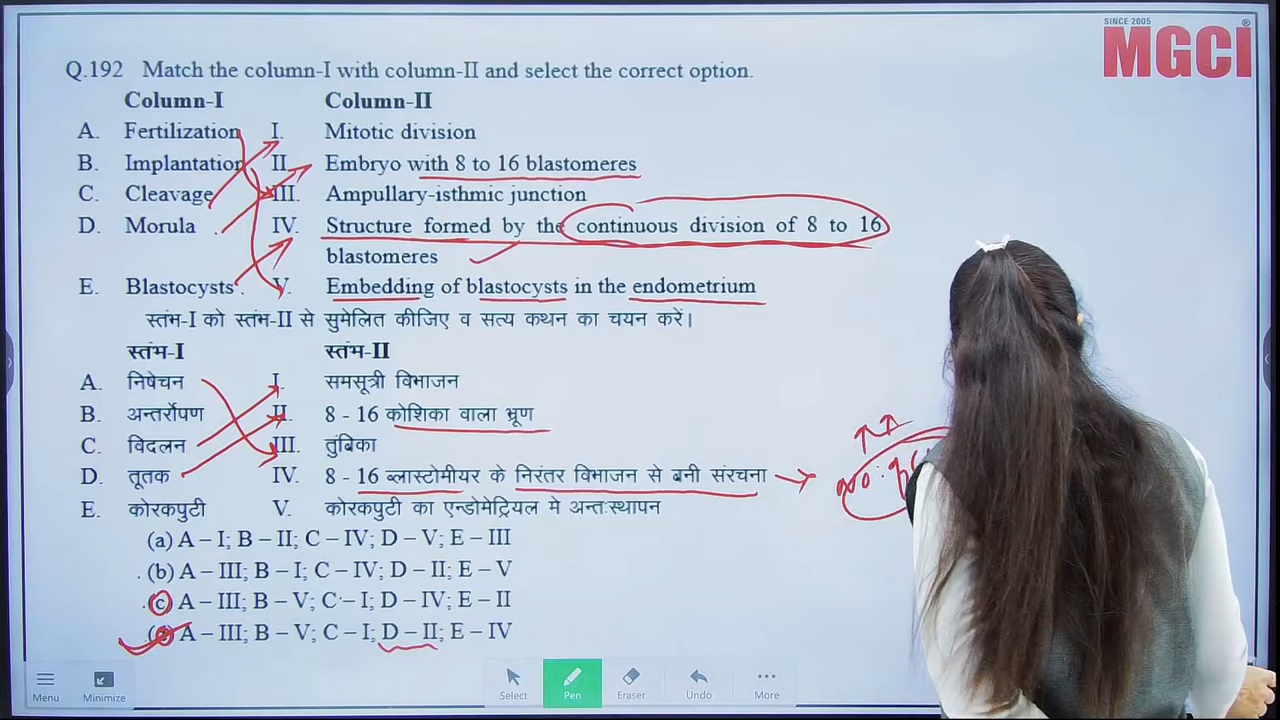 SINCE 2005
MGCI®
Q.192 Match the column-I with column-II and select the correct option.
Column-I Column-II
A. Fertilization I. Mitotic division
B. Implantation II. Embryo with 8 to 16 blastomeres
C. Cleavage III. Ampullary-isthmic junction
D. Morula IV. Structure formed by the continuous division of 8 to 16
blastomeres
E. Blastocysts V. Embedding of blastocysts in the endometrium
स्तंभ-I को स्तंभ-II से सुमेलित कीजिए व सत्य कथन का चयन करें।
स्तंभ-I स्तंभ-II
A. निषेचन I. समसूत्री विभाजन
B. अन्तर्रोपण II. 8 - 16 कोशिका वाला भ्रूण
C. विदलन III. तुंबिका
D. तूतक IV. 8 - 16 ब्लास्टोमीयर के निरंतर विभाजन से बनी संरचना
E. कोरकपुटी V. कोरकपुटी का एन्डोमेट्रियल मे अन्तःस्थापन
(a) A – I; B – II; C – IV; D – V; E – III
(b) A – III; B – I; C – IV; D – II; E – V
(c) A – III; B – V; C – I; D – IV; E – II
A – III; B – V; C – I; D – II; E – IV
Menu Minimize Select Pen Eraser Undo More